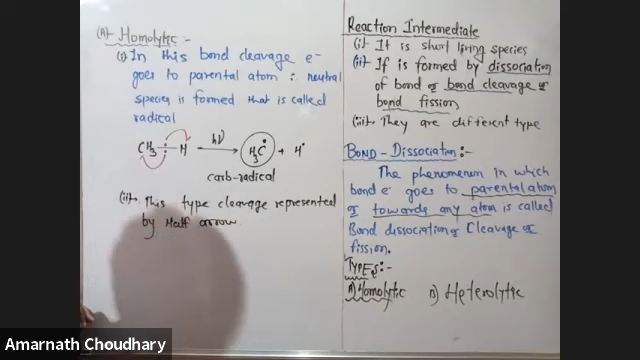 (A) Homolytic :-
(i) In this bond cleavage e-
goes to parental atom ∴ neutral
species is formed that is called
radical
CH3 : H hν → H3C• + H•
carb-radical
(ii) This type cleavage represented
by Half arrow
Reaction Intermediate
(i) It is short living species
(ii) It is formed by dissociation
of bond or bond cleavage or
bond fission
(iii) They are different type
BOND - Dissociation :-
The phenomenon in which
bond e- goes to parental atom
or towards any atom is called
Bond dissociation or Cleavage or
fission.
TYPES :-
A) Homolytic B) Heterolytic
Amarnath Choudhary